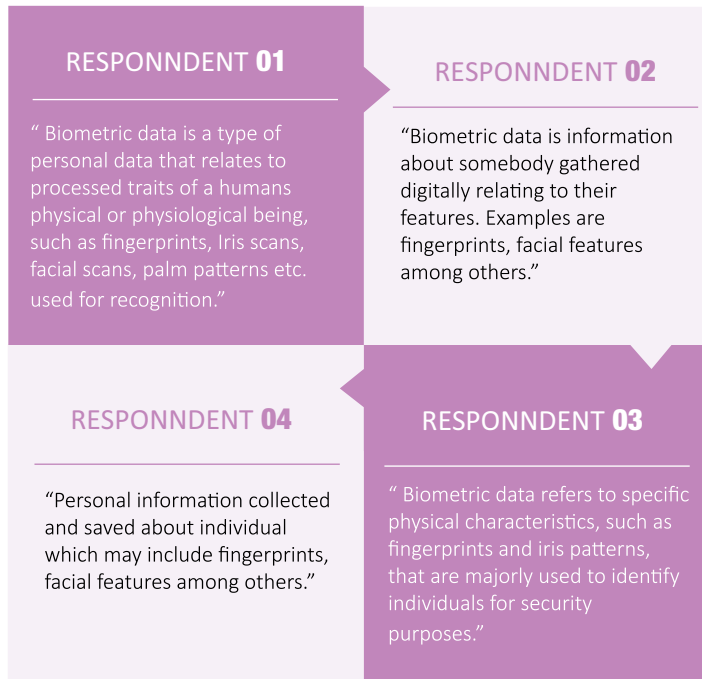 RESPONNDENT 01
“ Biometric data is a type of
personal data that relates to
processed traits of a humans
physical or physiological being,
such as fingerprints, Iris scans,
facial scans, palm patterns etc.
used for recognition.”
RESPONNDENT 02
“Biometric data is information
about somebody gathered
digitally relating to their
features. Examples are
fingerprints, facial features
among others.”
RESPONNDENT 03
“ Biometric data refers to specific
physical characteristics, such as
fingerprints and iris patterns,
that are majorly used to identify
individuals for security
purposes.”
RESPONNDENT 04
“Personal information collected
and saved about individual
which may include fingerprints,
facial features among others.”